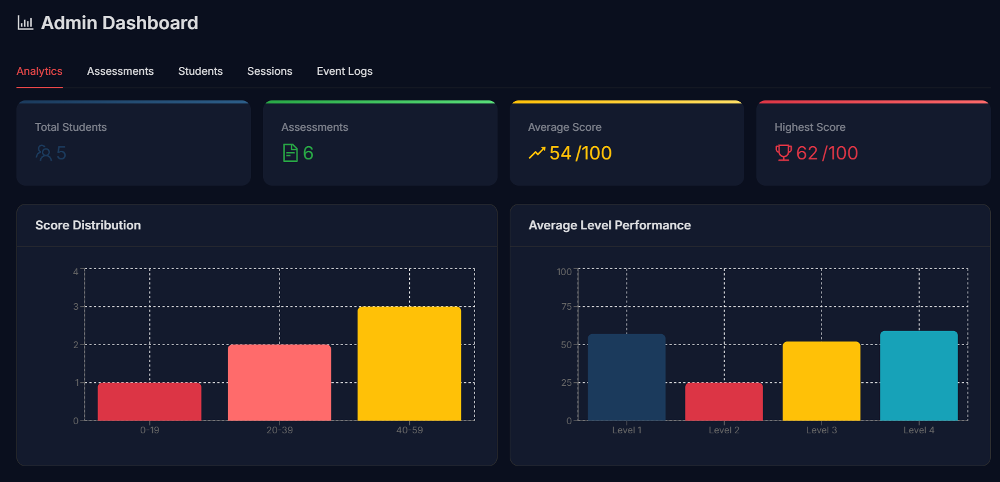 Admin Dashboard
Analytics Assessments Students Sessions Event Logs
Total Students
5
Assessments
6
Average Score
54 /100
Highest Score
62 /100
Score Distribution
4
3
2
1
0
0-19 20-39 40-59
Average Level Performance
100
75
50
25
0
Level 1 Level 2 Level 3 Level 4